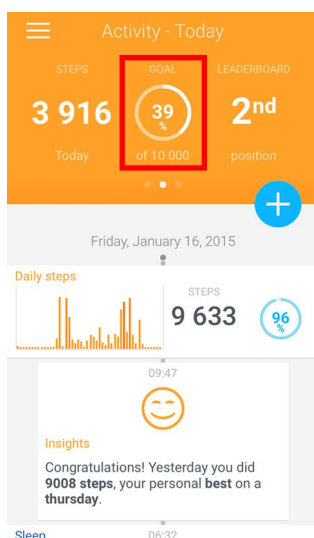 Activity - Today
STEPS GOAL LEADERBOARD
3 916 39 % 2nd
Today of 10 000 position
Friday, January 16, 2015
Daily steps
STEPS
9 633 96 %
09:47
Insights
Congratulations! Yesterday you did
9008 steps, your personal best on a
thursday.
Sleep 06:32